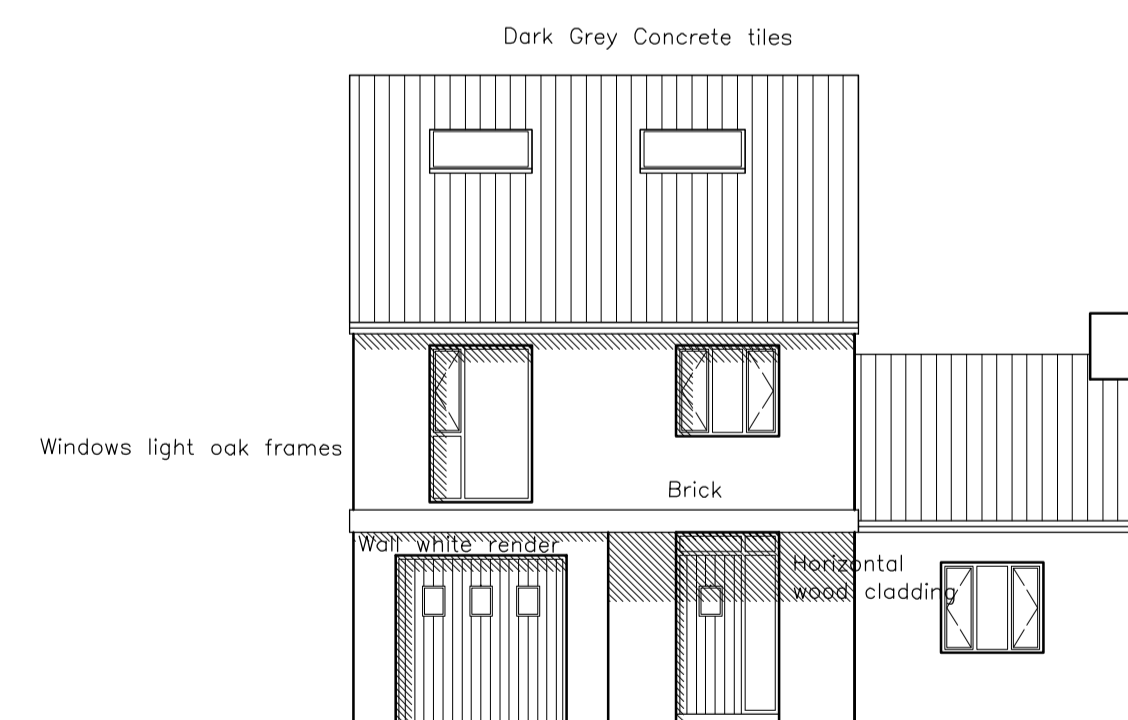 Dark Grey Concrete tiles
Windows light oak frames
Brick
Wall white render
Horizontal
wood cladding